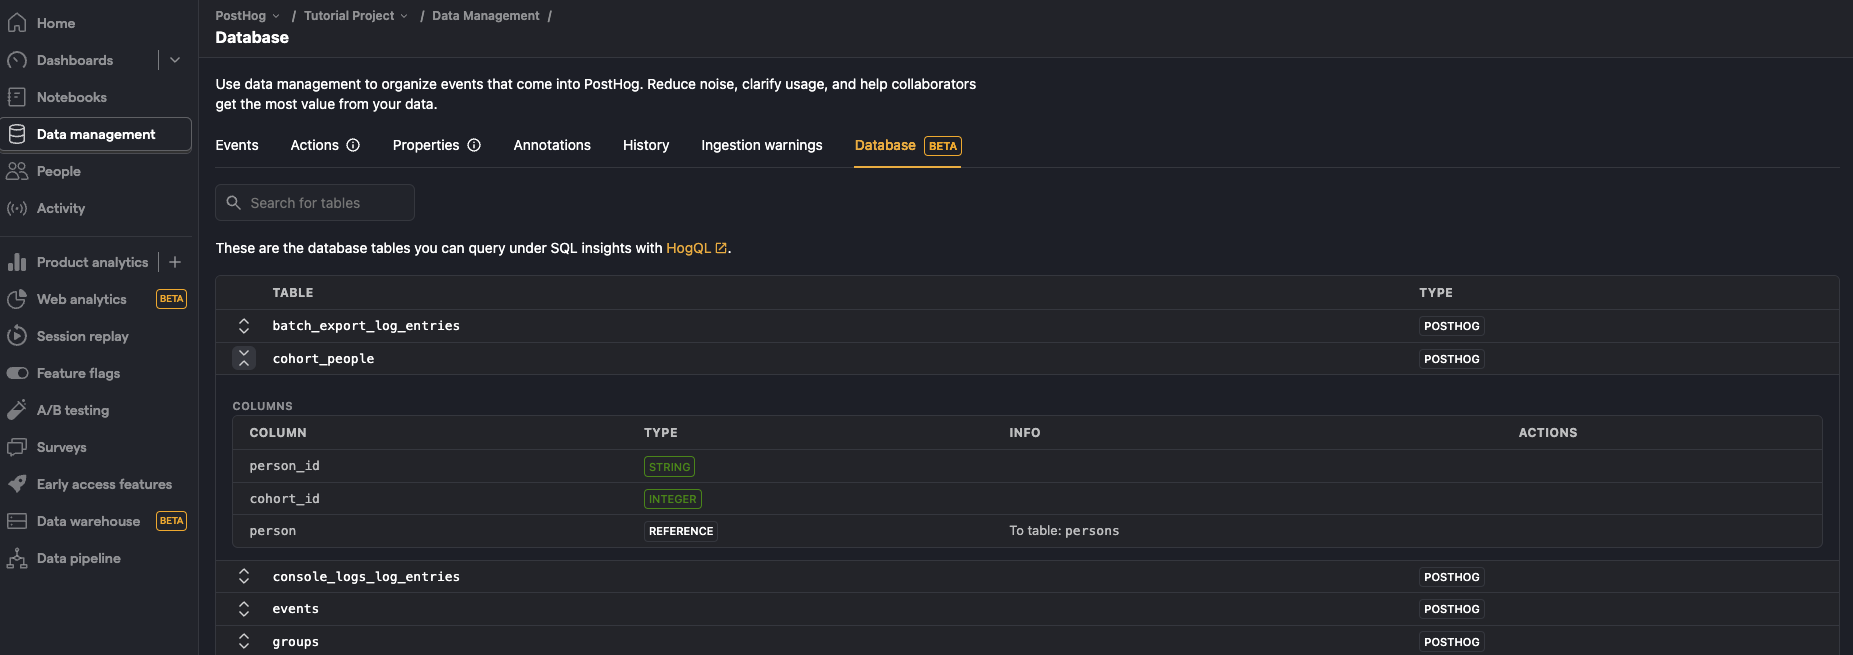 Home
Dashboards
Notebooks
Data management
People
Activity
Product analytics
Web analytics BETA
Session replay
Feature flags
A/B testing
Surveys
Early access features
Data warehouse BETA
Data pipeline
PostHog / Tutorial Project / Data Management /
Database
Use data management to organize events that come into PostHog. Reduce noise, clarify usage, and help collaborators
get the most value from your data.
Events Actions Properties Annotations History Ingestion warnings Database BETA
Search for tables
These are the database tables you can query under SQL insights with HogQL.
TABLE TYPE
batch_export_log_entries POSTHOG
cohort_people POSTHOG
COLUMNS
COLUMN TYPE INFO ACTIONS
person_id STRING
cohort_id INTEGER
person REFERENCE To table: persons
console_logs_log_entries POSTHOG
events POSTHOG
groups POSTHOG